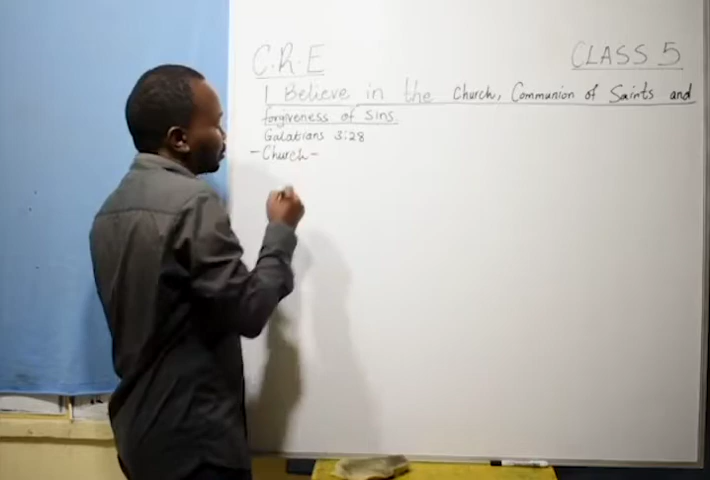 C.R.E
CLASS 5
I Believe in the Church, Communion of Saints and
forgiveness of sins.
Galatians 3:28
- Church -